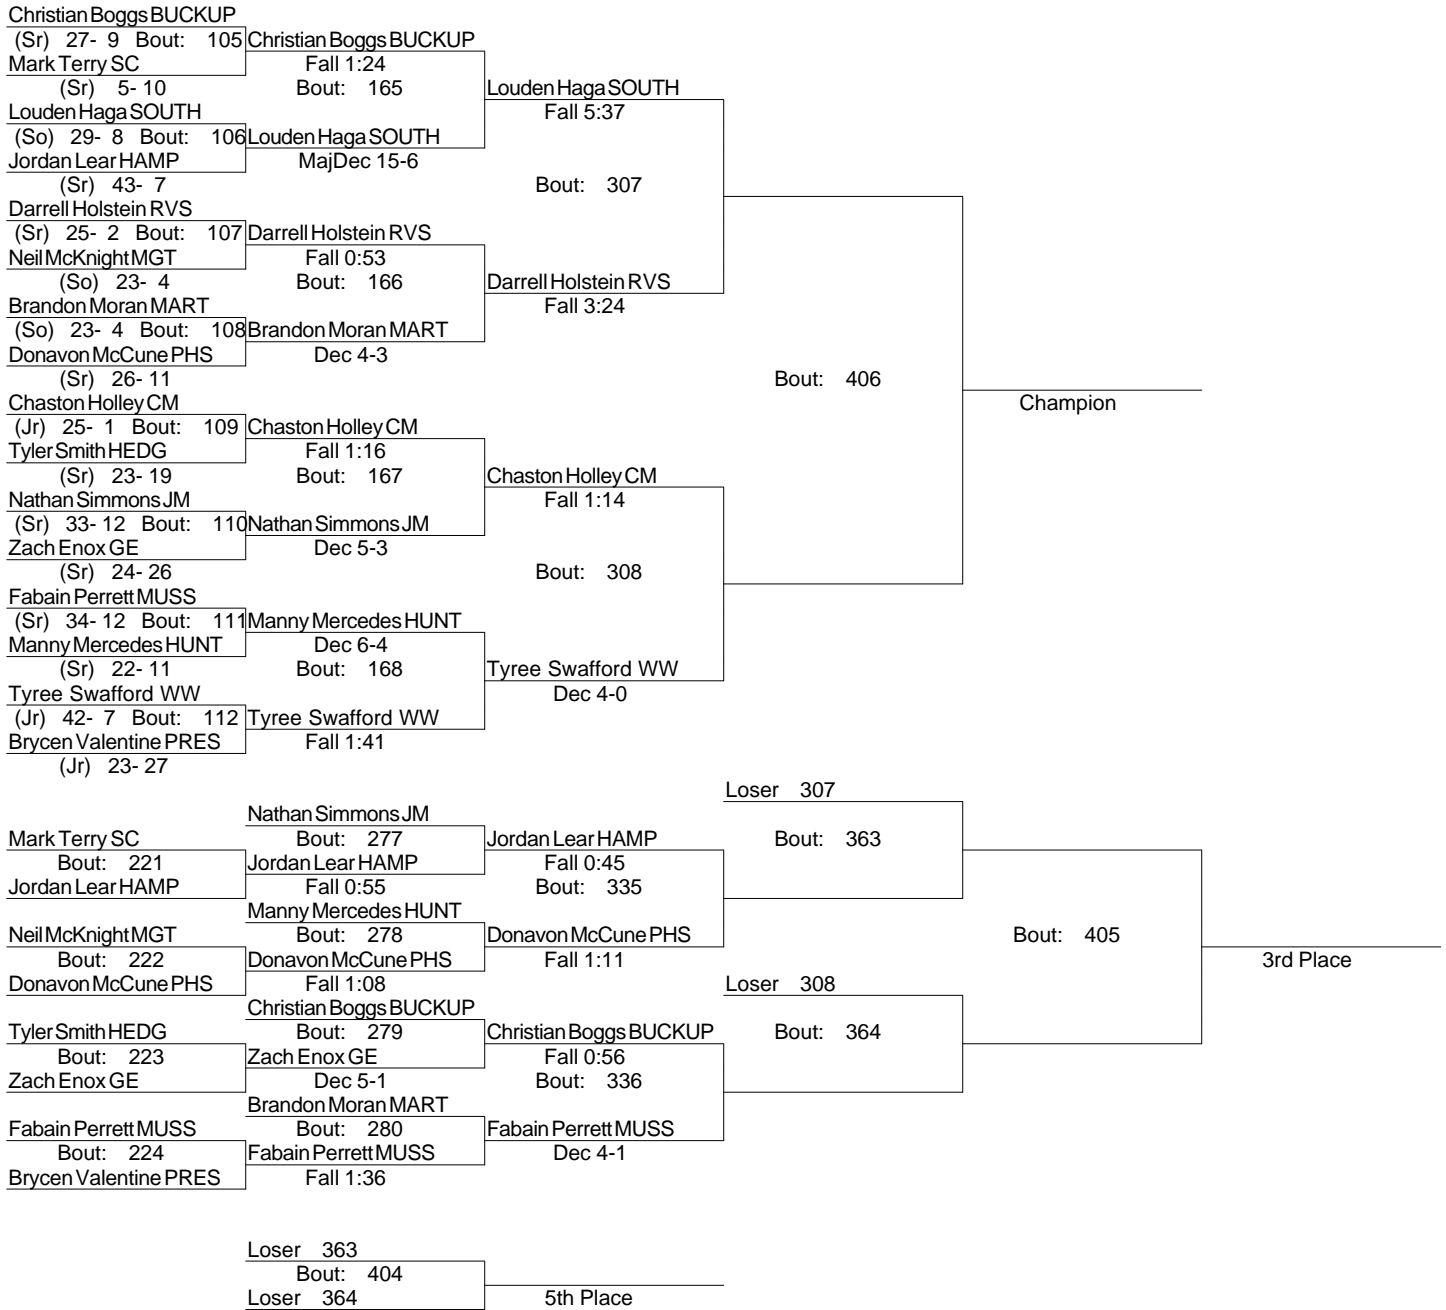 Christian Boggs BUCKUP
(Sr) 27- 9 Bout: 105 Christian Boggs BUCKUP
Mark Terry SC Fall 1:24
(Sr) 5- 10 Bout: 165 Louden Haga SOUTH
Louden Haga SOUTH Fall 5:37
(So) 29- 8 Bout: 106 Louden Haga SOUTH
Jordan Lear HAMP MajDec 15-6
(Sr) 43- 7 Bout: 307
Darrell Holstein RVS
(Sr) 25- 2 Bout: 107 Darrell Holstein RVS
Neil McKnight MGT Fall 0:53
(So) 23- 4 Bout: 166 Darrell Holstein RVS
Brandon Moran MART Fall 3:24
(So) 23- 4 Bout: 108 Brandon Moran MART
Donavon McCune PHS Dec 4-3
(Sr) 26- 11 Bout: 406
Chaston Holley CM Champion
(Jr) 25- 1 Bout: 109 Chaston Holley CM
Tyler Smith HEDG Fall 1:16
(Sr) 23- 19 Bout: 167 Chaston Holley CM
Nathan Simmons JM Fall 1:14
(Sr) 33- 12 Bout: 110 Nathan Simmons JM
Zach Enox GE Dec 5-3
(Sr) 24- 26 Bout: 308
Fabain Perrett MUSS
(Sr) 34- 12 Bout: 111 Manny Mercedes HUNT
Manny Mercedes HUNT Dec 6-4
(Sr) 22- 11 Bout: 168 Tyree Swafford WW
Tyree Swafford WW Dec 4-0
(Jr) 42- 7 Bout: 112 Tyree Swafford WW
Brycen Valentine PRES Fall 1:41
(Jr) 23- 27
Loser 307
Nathan Simmons JM
Mark Terry SC Bout: 277 Jordan Lear HAMP Bout: 363
Bout: 221 Jordan Lear HAMP Fall 0:45
Jordan Lear HAMP Fall 0:55 Bout: 335
Manny Mercedes HUNT
Neil McKnight MGT Bout: 278 Donavon McCune PHS Bout: 405
Bout: 222 Donavon McCune PHS Fall 1:11 3rd Place
Donavon McCune PHS Fall 1:08 Loser 308
Christian Boggs BUCKUP
Tyler Smith HEDG Bout: 279 Christian Boggs BUCKUP Bout: 364
Bout: 223 Zach Enox GE Fall 0:56
Zach Enox GE Dec 5-1 Bout: 336
Brandon Moran MART
Fabain Perrett MUSS Bout: 280 Fabain Perrett MUSS
Bout: 224 Fabain Perrett MUSS Dec 4-1
Brycen Valentine PRES Fall 1:36
Loser 363
Bout: 404
Loser 364 5th Place